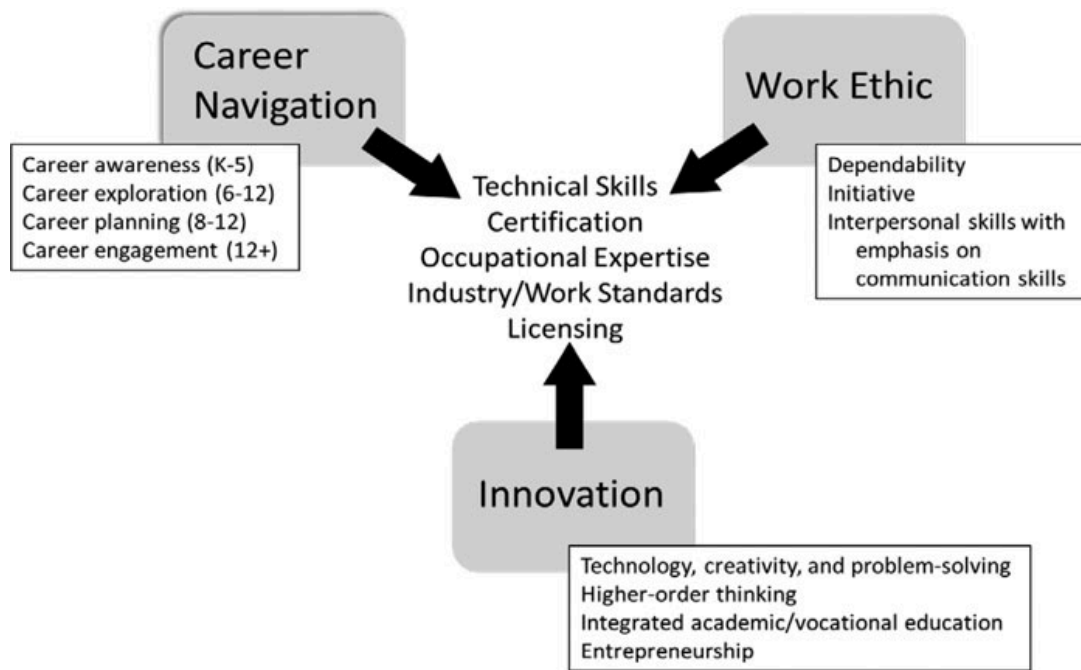 Career
Navigation
Career awareness (K-5)
Career exploration (6-12)
Career planning (8-12)
Career engagement (12+)
Work Ethic
Dependability
Initiative
Interpersonal skills with
emphasis on
communication skills
Technical Skills
Certification
Occupational Expertise
Industry/Work Standards
Licensing
Innovation
Technology, creativity, and problem-solving
Higher-order thinking
Integrated academic/vocational education
Entrepreneurship